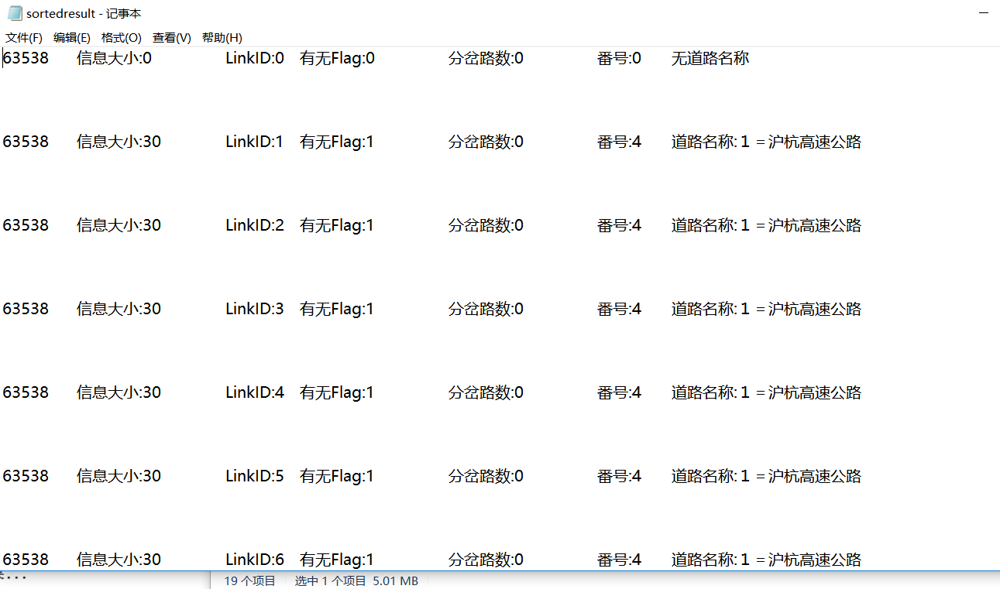 sortedresult - 记事本
文件(F) 编辑(E) 格式(O) 查看(V) 帮助(H)
63538 信息大小:0 LinkID:0 有无Flag:0 分岔路数:0 番号:0 无道路名称
63538 信息大小:30 LinkID:1 有无Flag:1 分岔路数:0 番号:4 道路名称: 1 =沪杭高速公路
63538 信息大小:30 LinkID:2 有无Flag:1 分岔路数:0 番号:4 道路名称: 1 =沪杭高速公路
63538 信息大小:30 LinkID:3 有无Flag:1 分岔路数:0 番号:4 道路名称: 1 =沪杭高速公路
63538 信息大小:30 LinkID:4 有无Flag:1 分岔路数:0 番号:4 道路名称: 1 =沪杭高速公路
63538 信息大小:30 LinkID:5 有无Flag:1 分岔路数:0 番号:4 道路名称: 1 =沪杭高速公路
63538 信息大小:30 LinkID:6 有无Flag:1 分岔路数:0 番号:4 道路名称: 1 =沪杭高速公路
19 个项目 选中 1 个项目 5.01 MB